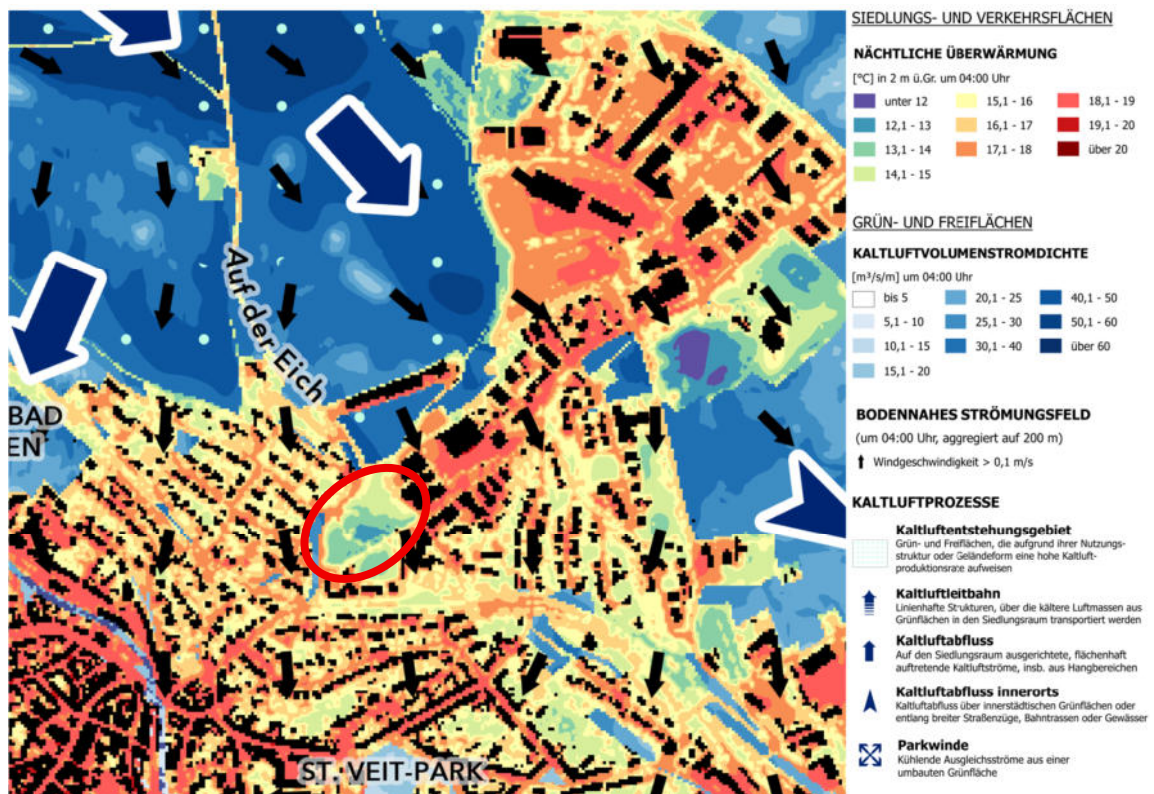 SIEDLUNGS- UND VERKEHRSFLÄCHEN
NÄCHTLICHE ÜBERWÄRMUNG
[°C] in 2 m ü.Gr. um 04:00 Uhr
unter 12
12,1 - 13
13,1 - 14
14,1 - 15
15,1 - 16
16,1 - 17
17,1 - 18
18,1 - 19
19,1 - 20
über 20
GRÜN- UND FREIFLÄCHEN
KALTLUFTVOLUMENSTROMDICHTE
[m³/s/m] um 04:00 Uhr
bis 5
5,1 - 10
10,1 - 15
15,1 - 20
20,1 - 25
25,1 - 30
30,1 - 40
40,1 - 50
50,1 - 60
über 60
BODENNAHES STRÖMUNGSFELD
(um 04:00 Uhr, aggregiert auf 200 m)
Windgeschwindigkeit > 0,1 m/s
KALTLUFTPROZESSE
Kaltluftentstehungsgebiet
Grün- und Freiflächen, die aufgrund ihrer Nutzungs-
struktur oder Geländeform eine hohe Kaltluft-
produktionsrate aufweisen
Kaltluftleitbahn
Linienhafte Strukturen, über die kältere Luftmassen aus
Grünflächen in den Siedlungsraum transportiert werden
Kaltluftabfluss
Auf den Siedlungsraum ausgerichtete, flächenhaft
auftretende Kaltluftströme, insb. aus Hangbereichen
Kaltluftabfluss innerorts
Kaltluftabfluss über innerstädtischen Grünflächen oder
entlang breiter Straßenzüge, Bahntrassen oder Gewässer
Parkwinde
Kühlende Ausgleichsströme aus einer
umbauten Grünfläche
Auf der Eich
BAD
EN
ST. VEIT-PARK